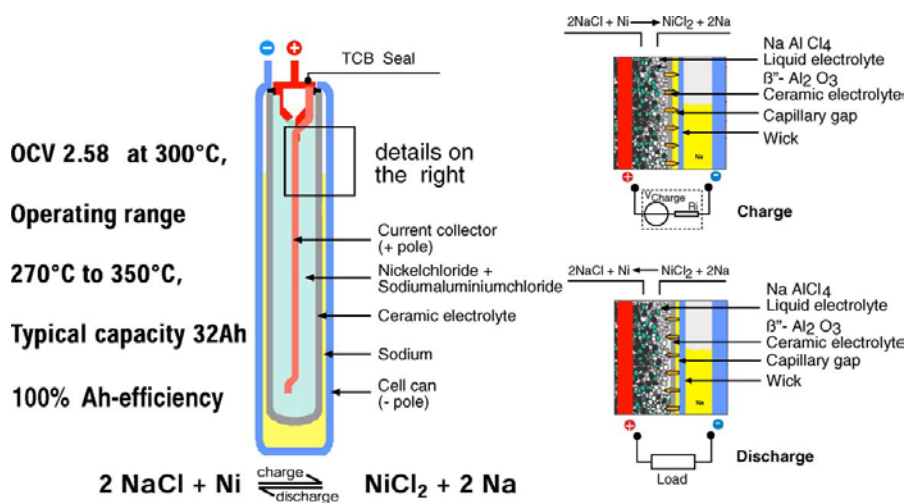 TCB Seal
OCV 2.58 at 300°C,
Operating range
270°C to 350°C,
Typical capacity 32Ah
100% Ah-efficiency
details on
the right
Current collector
(+ pole)
Nickelchloride +
Sodiumaluminiumchloride
Ceramic electrolyte
Sodium
Cell can
(- pole)
2 NaCl + Ni charge discharge NiCl₂ + 2 Na
2NaCl + Ni → NiCl₂ + 2Na
Na Al Cl4
Liquid electrolyte
ß"- Al₂ O₃
Ceramic electrolyte
Capillary gap
Wick
Na
+ -
VCharge Ri
Charge
2NaCl + Ni ← NiCl₂ + 2Na
Na AlCl4
Liquid electrolyte
ß"- Al₂ O₃
Ceramic electrolyte
Capillary gap
Wick
Na
+ -
Load
Discharge